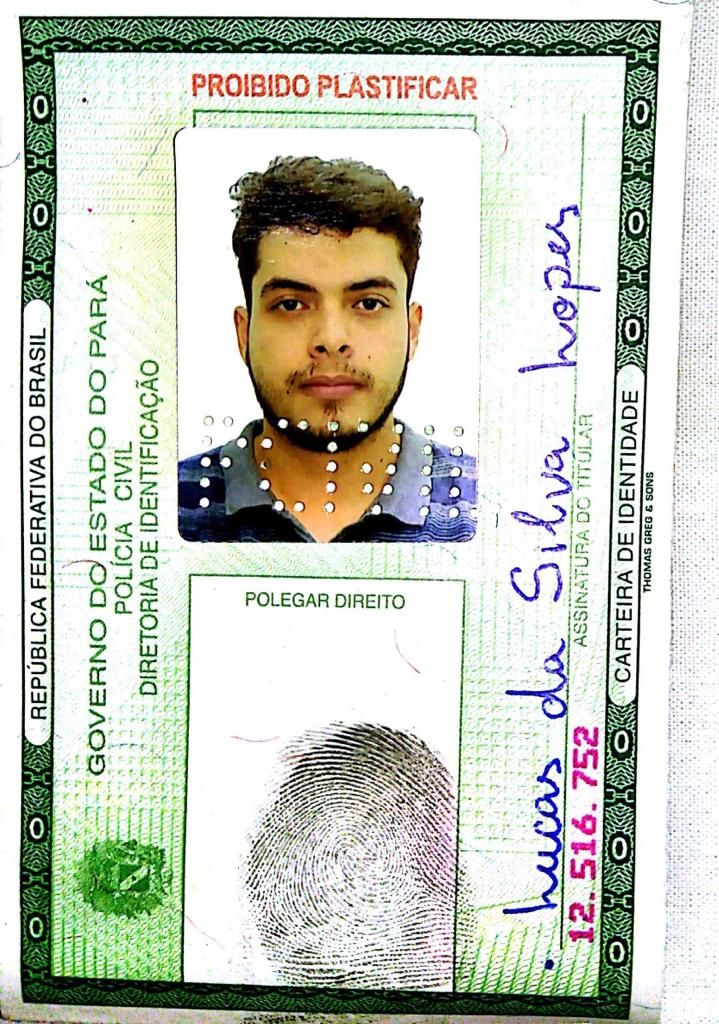 REPÚBLICA FEDERATIVA DO BRASIL
GOVERNO DO ESTADO DO PARÁ
POLÍCIA CIVIL
DIRETORIA DE IDENTIFICAÇÃO
PROIBIDO PLASTIFICAR
POLEGAR DIREITO
Lucas da Silva Lopes
ASSINATURA DO TITULAR
12.516.752
CARTEIRA DE IDENTIDADE
THOMAS GREG & SONS